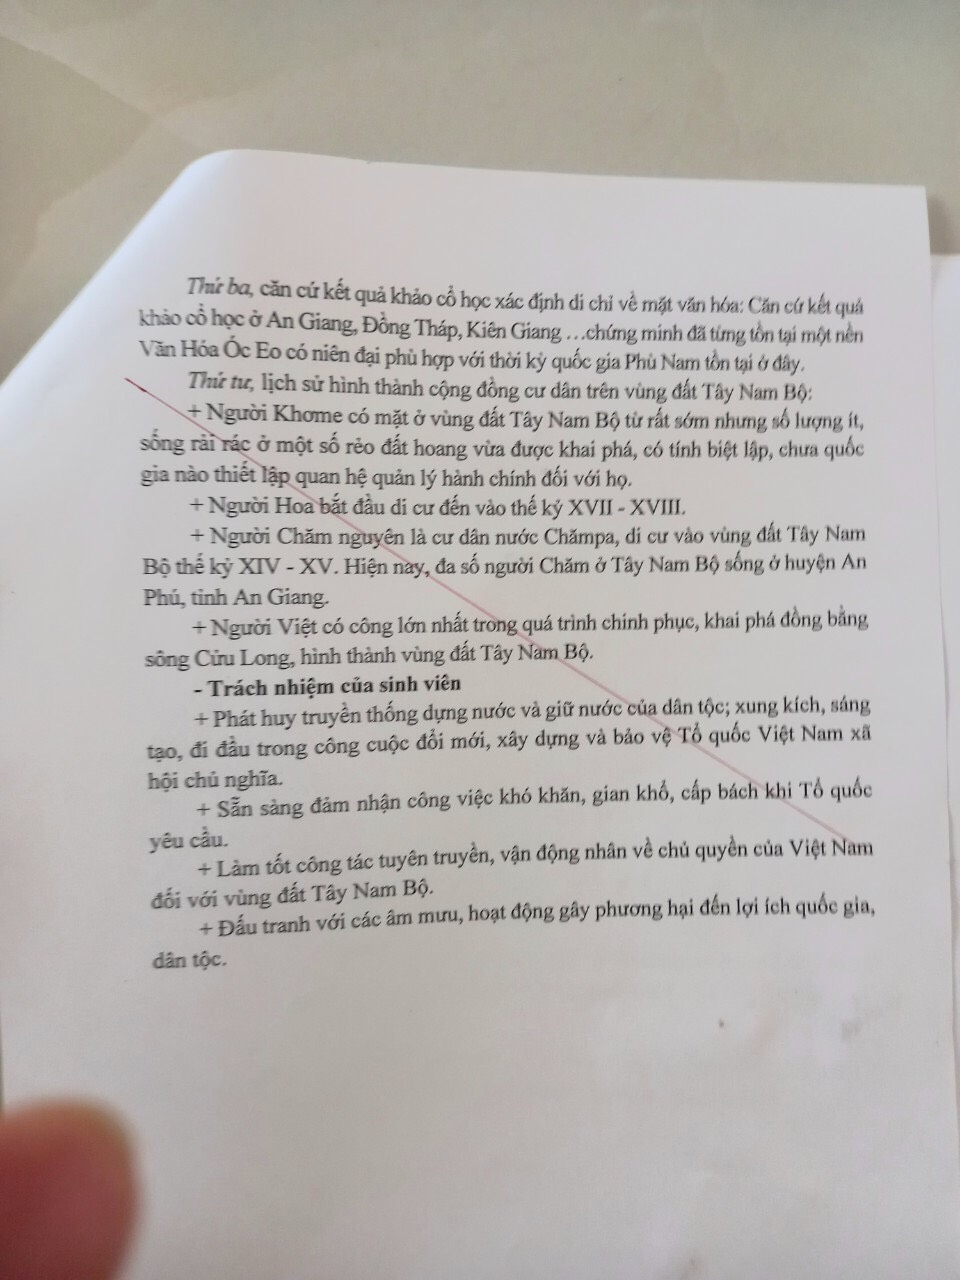 Thứ ba, căn cứ kết quả khảo cổ học xác định di chỉ về mặt văn hóa: Căn cứ kết quả
khảo cổ học ở An Giang, Đồng Tháp, Kiên Giang …chứng minh đã từng tồn tại một nền
Văn Hóa Óc Eo có niên đại phù hợp với thời kỳ quốc gia Phù Nam tồn tại ở đây.
Thứ tư, lịch sử hình thành cộng đồng cư dân trên vùng đất Tây Nam Bộ:
+ Người Khơme có mặt ở vùng đất Tây Nam Bộ từ rất sớm nhưng số lượng ít,
sống rải rác ở một số rẻo đất hoang vừa được khai phá, có tính biệt lập, chưa quốc
gia nào thiết lập quan hệ quản lý hành chính đối với họ.
+ Người Hoa bắt đầu di cư đến vào thế kỷ XVII - XVIII.
+ Người Chăm nguyên là cư dân nước Chămpa, di cư vào vùng đất Tây Nam
Bộ thế kỷ XIV - XV. Hiện nay, đa số người Chăm ở Tây Nam Bộ sống ở huyện An
Phú, tỉnh An Giang.
+ Người Việt có công lớn nhất trong quá trình chinh phục, khai phá đồng bằng
sông Cửu Long, hình thành vùng đất Tây Nam Bộ.
- Trách nhiệm của sinh viên
+ Phát huy truyền thống dựng nước và giữ nước của dân tộc; xung kích, sáng
tạo, đi đầu trong công cuộc đổi mới, xây dựng và bảo vệ Tổ quốc Việt Nam xã
hội chủ nghĩa.
+ Sẵn sàng đảm nhận công việc khó khăn, gian khổ, cấp bách khi Tổ quốc
yêu cầu.
+ Làm tốt công tác tuyên truyền, vận động nhân về chủ quyền của Việt Nam
đối với vùng đất Tây Nam Bộ.
+ Đấu tranh với các âm mưu, hoạt động gây phương hại đến lợi ích quốc gia,
dân tộc.